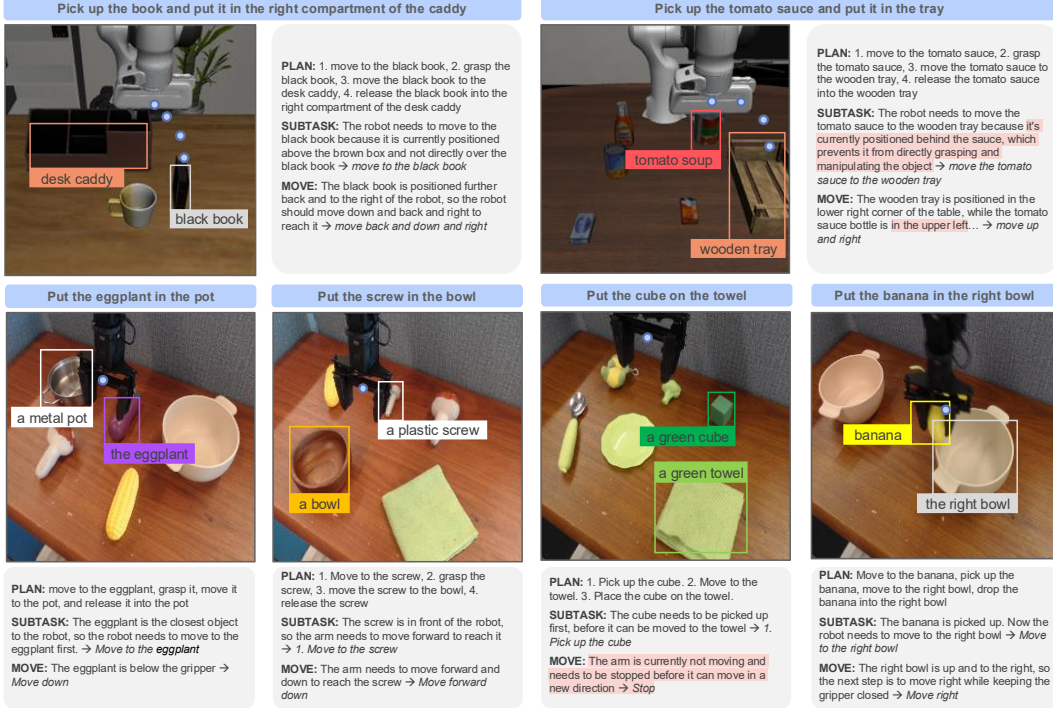 Pick up the book and put it in the right compartment of the caddy
desk caddy
black book
PLAN: 1. move to the black book, 2. grasp the
black book, 3. move the black book to the
desk caddy, 4. release the black book into the
right compartment of the desk caddy
SUBTASK: The robot needs to move to the
black book because it is currently positioned
above the brown box and not directly over the
black book → move to the black book
MOVE: The black book is positioned further
back and to the right of the robot, so the robot
should move down and back and right to
reach it → move back and down and right
Pick up the tomato sauce and put it in the tray
tomato soup
wooden tray
PLAN: 1. move to the tomato sauce, 2. grasp
the tomato sauce, 3. move the tomato sauce to
the wooden tray, 4. release the tomato sauce
into the wooden tray
SUBTASK: The robot needs to move the
tomato sauce to the wooden tray because it's
currently positioned behind the sauce, which
prevents it from directly grasping and
manipulating the object → move the tomato
sauce to the wooden tray
MOVE: The wooden tray is positioned in the
lower right corner of the table, while the tomato
sauce bottle is in the upper left... → move up
and right
Put the eggplant in the pot
a metal pot
the eggplant
PLAN: move to the eggplant, grasp it, move it
to the pot, and release it into the pot
SUBTASK: The eggplant is the closest object
to the robot, so the robot needs to move to the
eggplant first. → Move to the eggplant
MOVE: The eggplant is below the gripper →
Move down
Put the screw in the bowl
a plastic screw
a bowl
PLAN: 1. Move to the screw, 2. grasp the
screw, 3. move the screw to the bowl, 4.
release the screw
SUBTASK: The screw is in front of the robot,
so the arm needs to move forward to reach it
→ 1. Move to the screw
MOVE: The arm needs to move forward and
down to reach the screw → Move forward
down
Put the cube on the towel
a green cube
a green towel
PLAN: 1. Pick up the cube. 2. Move to the
towel. 3. Place the cube on the towel.
SUBTASK: The cube needs to be picked up
first, before it can be moved to the towel → 1.
Pick up the cube
MOVE: The arm is currently not moving and
needs to be stopped before it can move in a
new direction → Stop
Put the banana in the right bowl
banana
the right bowl
PLAN: Move to the banana, pick up the
banana, move to the right bowl, drop the
banana into the right bowl
SUBTASK: The banana is picked up. Now the
robot needs to move to the right bowl → Move
to the right bowl
MOVE: The right bowl is up and to the right, so
the next step is to move right while keeping the
gripper closed → Move right